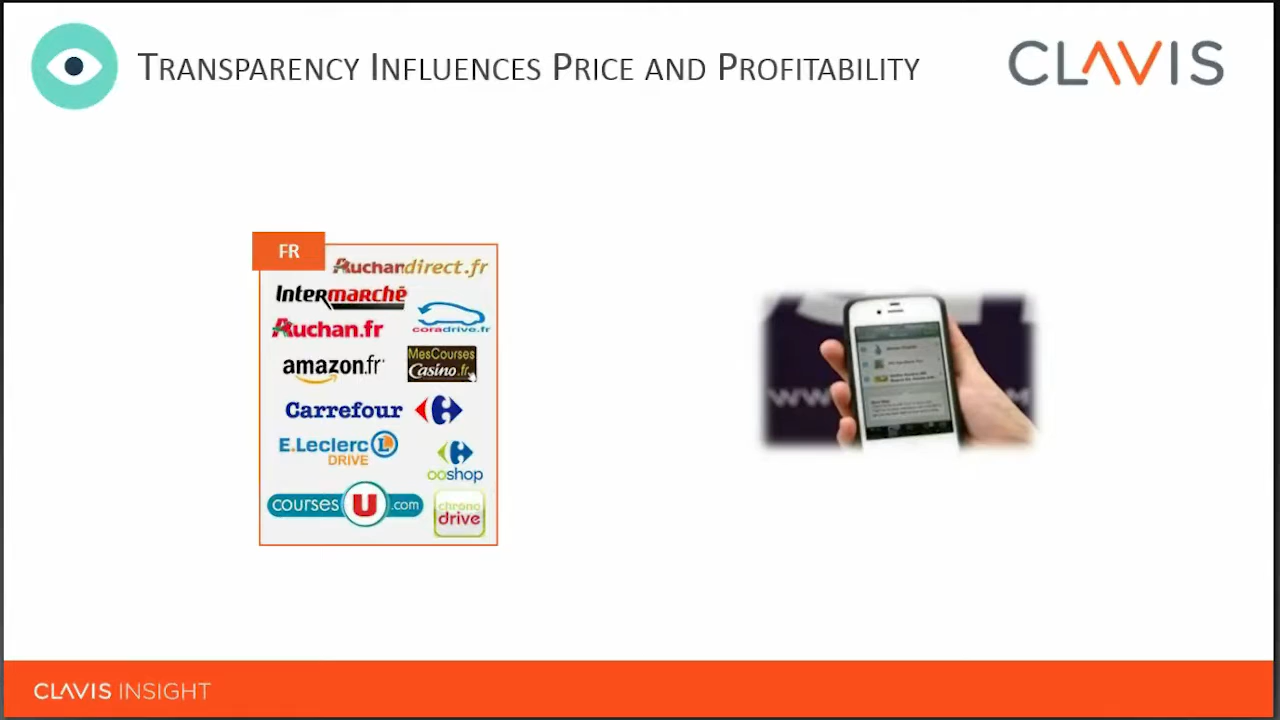 TRANSPARENCY INFLUENCES PRICE AND PROFITABILITY
CLAVIS
FR
Auchandirect.fr
Intermarché
coradrive.fr
Auchan.fr
amazon.fr
MesCourses
Casino.fr
Carrefour
E.Leclerc L
DRIVE
ooshop
courses U .com
chrono
drive
www.
CLAVIS INSIGHT